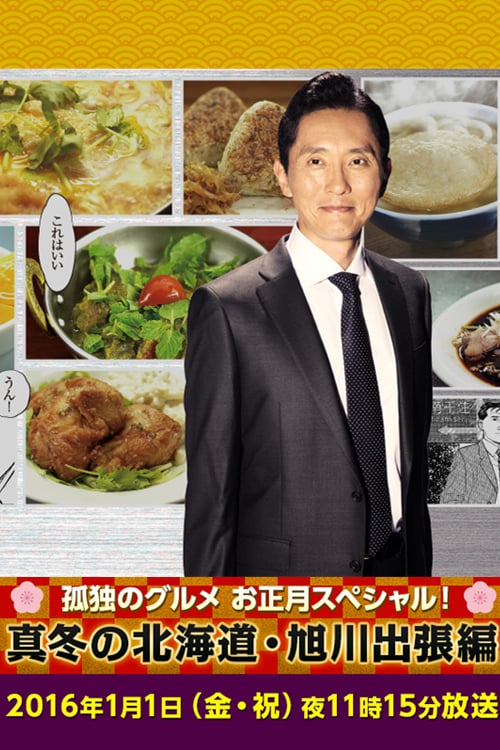 これはいい
うん!
孤独のグルメ お正月スペシャル!
真冬の北海道・旭川出張編
2016年1月1日(金・祝)夜11時15分放送